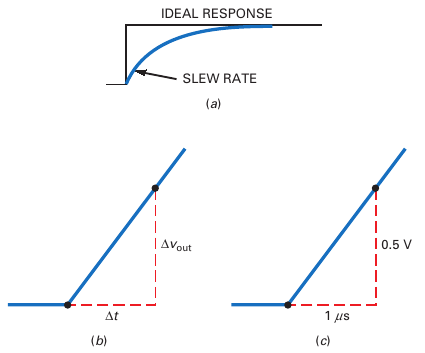 IDEAL RESPONSE
SLEW RATE
(a)
Δvout
Δt
(b)
0.5 V
1 μs
(c)